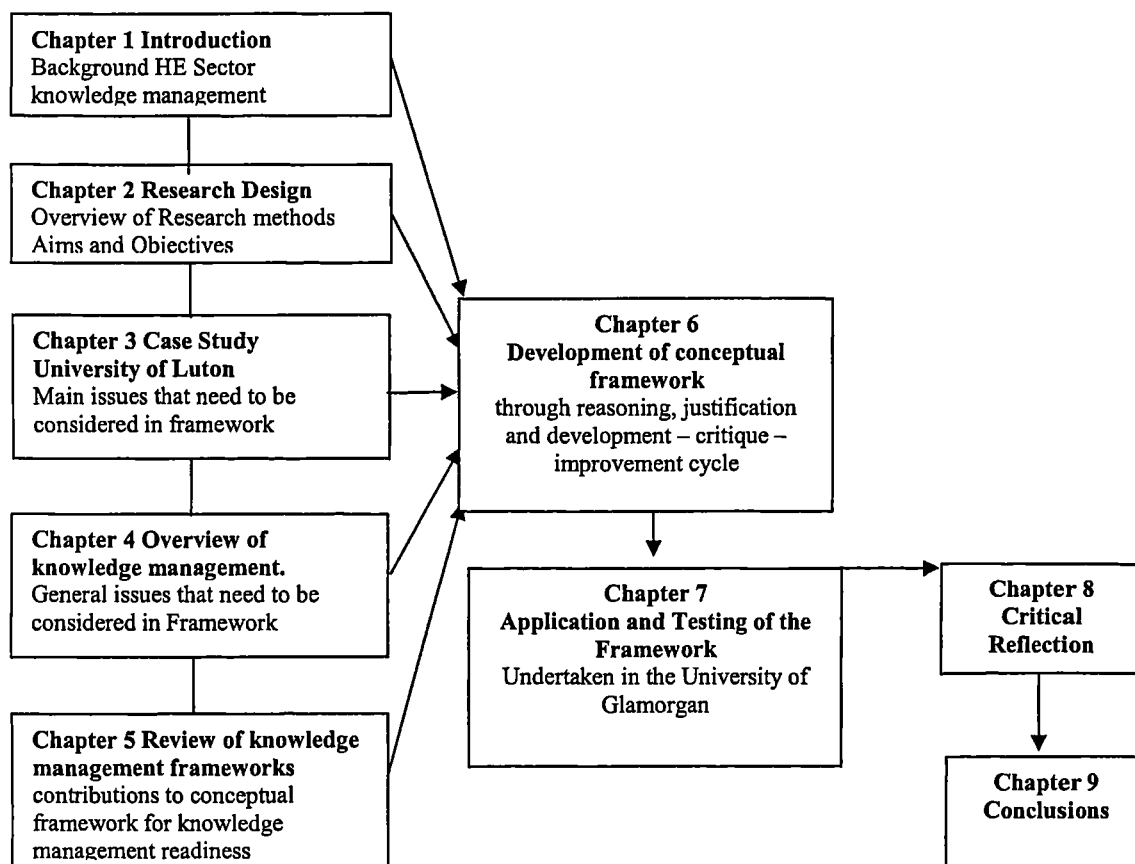 Chapter 1 Introduction
Background HE Sector
knowledge management
Chapter 2 Research Design
Overview of Research methods
Aims and Objectives
Chapter 3 Case Study
University of Luton
Main issues that need to be
considered in framework
Chapter 4 Overview of
knowledge management.
General issues that need to be
considered in Framework
Chapter 5 Review of knowledge
management frameworks
contributions to conceptual
framework for knowledge
management readiness
Chapter 6
Development of conceptual
framework
through reasoning, justification
and development – critique –
improvement cycle
Chapter 7
Application and Testing of the
Framework
Undertaken in the University of
Glamorgan
Chapter 8
Critical
Reflection
Chapter 9
Conclusions